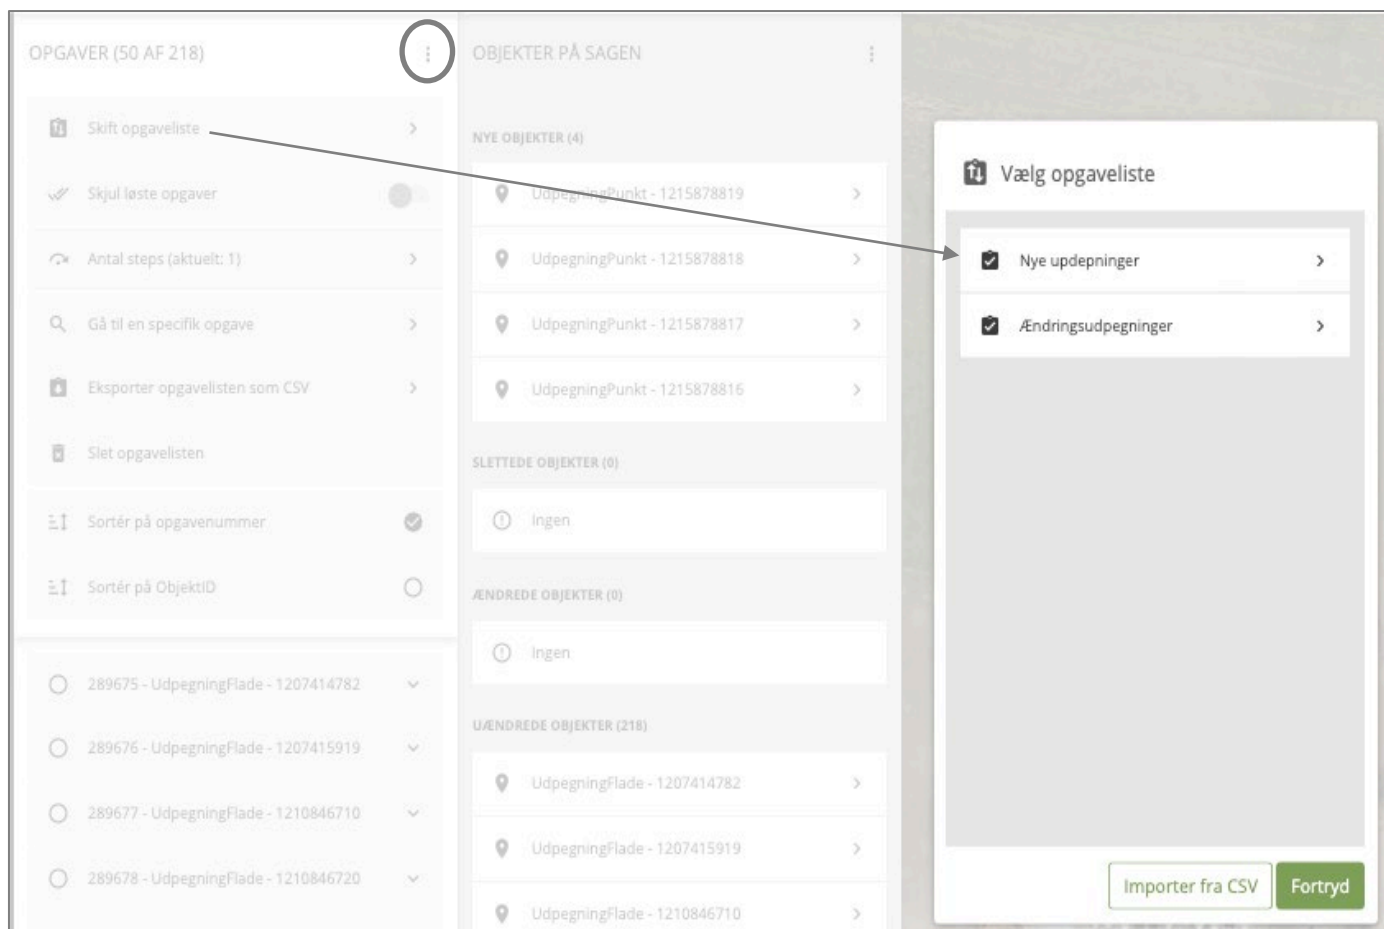 OPGAVER (50 AF 218)
Skift opgaveliste
Skjul løste opgaver
Antal steps (aktuelt: 1)
Gå til en specifik opgave
Eksporter opgavelisten som CSV
Slet opgavelisten
Sortér på opgavenummer
Sortér på ObjektID
289675 - UdpegningFlade - 1207414782
289676 - UdpegningFlade - 1207415919
289677 - UdpegningFlade - 1210846710
289678 - UdpegningFlade - 1210846720
OBJEKTER PÅ SAGEN
NYE OBJEKTER (4)
UdpegningPunkt - 1215878819
UdpegningPunkt - 1215878818
UdpegningPunkt - 1215878817
UdpegningPunkt - 1215878816
SLETTEDE OBJEKTER (0)
Ingen
ÆNDREDE OBJEKTER (0)
Ingen
UÆNDREDE OBJEKTER (218)
UdpegningFlade - 1207414782
UdpegningFlade - 1207415919
UdpegningFlade - 1210846710
Vælg opgaveliste
Nye updepninger
Ændringsudpegninger
Importer fra CSV
Fortryd